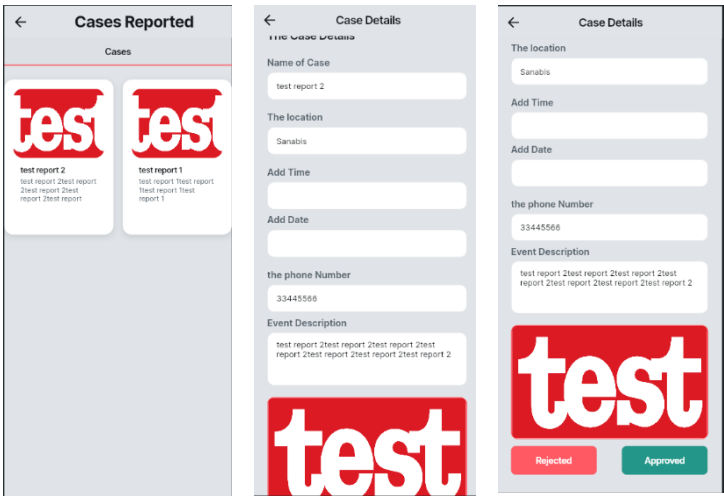 Cases Reported
Cases
test
test report 2
test report 2test report
2test report 2test
report 2test report
test
test report 1
test report 1test report
1test report 1test
report 1
Case Details
The Case Details
Name of Case
test report 2
The location
Sanabis
Add Time
Add Date
the phone Number
33445566
Event Description
test report 2test report 2test report 2test
report 2test report 2test report 2test report 2
test
Case Details
The location
Sanabis
Add Time
Add Date
the phone Number
33445566
Event Description
test report 2test report 2test report 2test
report 2test report 2test report 2test report 2
test
Rejected
Approved